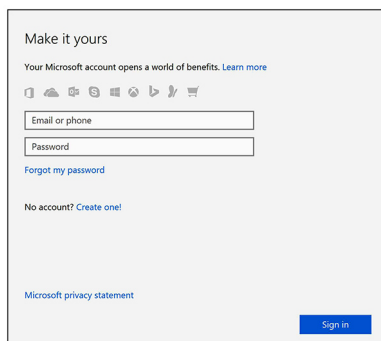 Make it yours
Your Microsoft account opens a world of benefits. Learn more
Email or phone
Password
Forgot my password
No account? Create one!
Microsoft privacy statement
Sign in